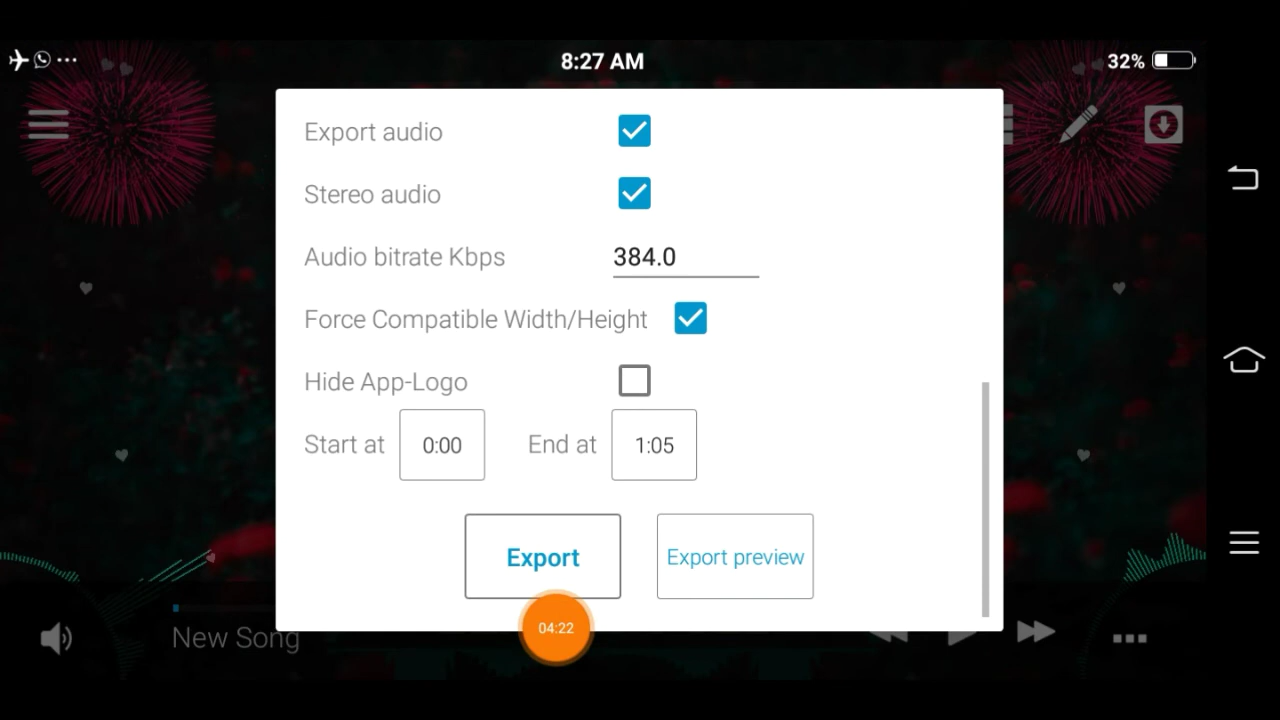 8:27 AM
32%
Export audio
Stereo audio
Audio bitrate Kbps 384.0
Force Compatible Width/Height
Hide App-Logo
Start at 0:00 End at 1:05
Export Export preview
04:22
New Song